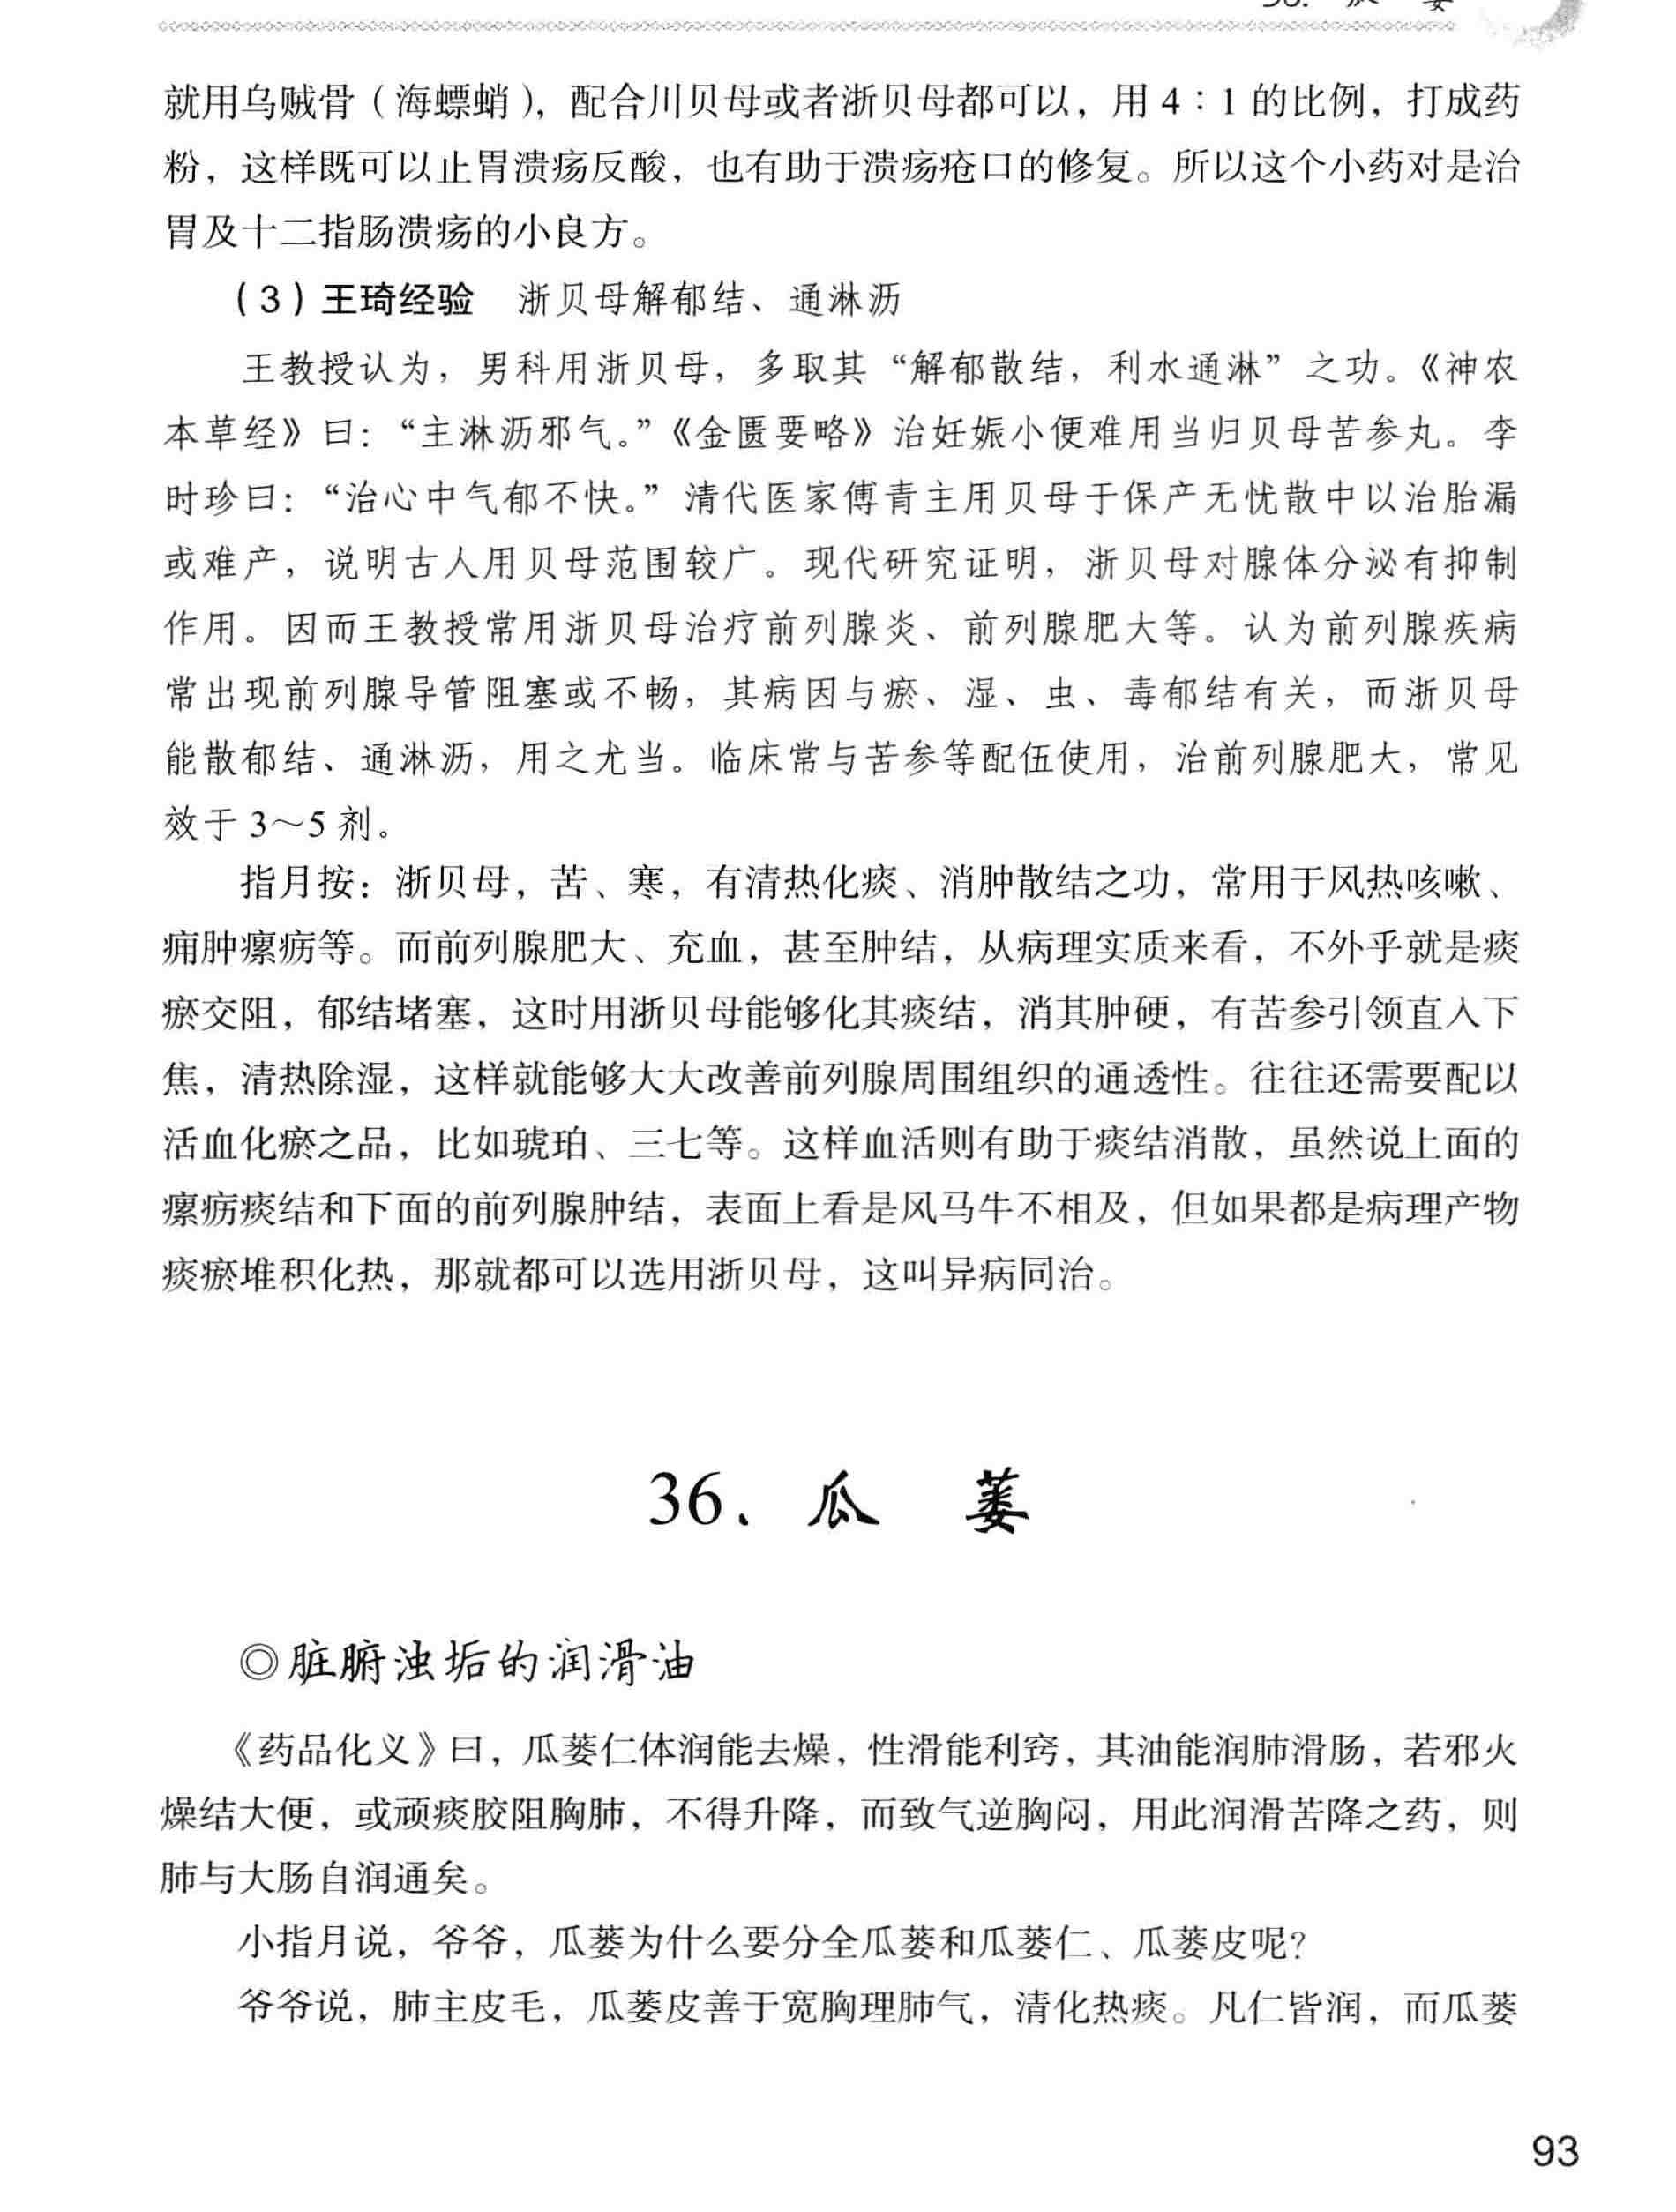 36. 瓜 蒌
就用乌贼骨（海螵蛸），配合川贝母或者浙贝母都可以，用 4∶1 的比例，打成药
粉，这样既可以止胃溃疡反酸，也有助于溃疡疮口的修复。所以这个小药对是治
胃及十二指肠溃疡的小良方。
（3）王琦经验 浙贝母解郁结、通淋沥
王教授认为，男科用浙贝母，多取其“解郁散结，利水通淋”之功。《神农
本草经》曰：“主淋沥邪气。”《金匮要略》治妊娠小便难用当归贝母苦参丸。李
时珍曰：“治心中气郁不快。”清代医家傅青主用贝母于保产无忧散中以治胎漏
或难产，说明古人用贝母范围较广。现代研究证明，浙贝母对腺体分泌有抑制
作用。因而王教授常用浙贝母治疗前列腺炎、前列腺肥大等。认为前列腺疾病
常出现前列腺导管阻塞或不畅，其病因与瘀、湿、虫、毒郁结有关，而浙贝母
能散郁结、通淋沥，用之尤当。临床常与苦参等配伍使用，治前列腺肥大，常见
效于 3～5 剂。
指月按：浙贝母，苦、寒，有清热化痰、消肿散结之功，常用于风热咳嗽、
痈肿瘰疬等。而前列腺肥大、充血，甚至肿结，从病理实质来看，不外乎就是痰
瘀交阻，郁结堵塞，这时用浙贝母能够化其痰结，消其肿硬，有苦参引领直入下
焦，清热除湿，这样就能够大大改善前列腺周围组织的通透性。往往还需要配以
活血化瘀之品，比如琥珀、三七等。这样血活则有助于痰结消散，虽然说上面的
瘰疬痰结和下面的前列腺肿结，表面上看是风马牛不相及，但如果都是病理产物
痰瘀堆积化热，那就都可以选用浙贝母，这叫异病同治。
36、瓜 蒌
◎脏腑浊垢的润滑油
《药品化义》曰，瓜蒌仁体润能去燥，性滑能利窍，其油能润肺滑肠，若邪火
燥结大便，或顽痰胶阻胸肺，不得升降，而致气逆胸闷，用此润滑苦降之药，则
肺与大肠自润通矣。
小指月说，爷爷，瓜蒌为什么要分全瓜蒌和瓜蒌仁、瓜蒌皮呢？
爷爷说，肺主皮毛，瓜蒌皮善于宽胸理肺气，清化热痰。凡仁皆润，而瓜蒌
93